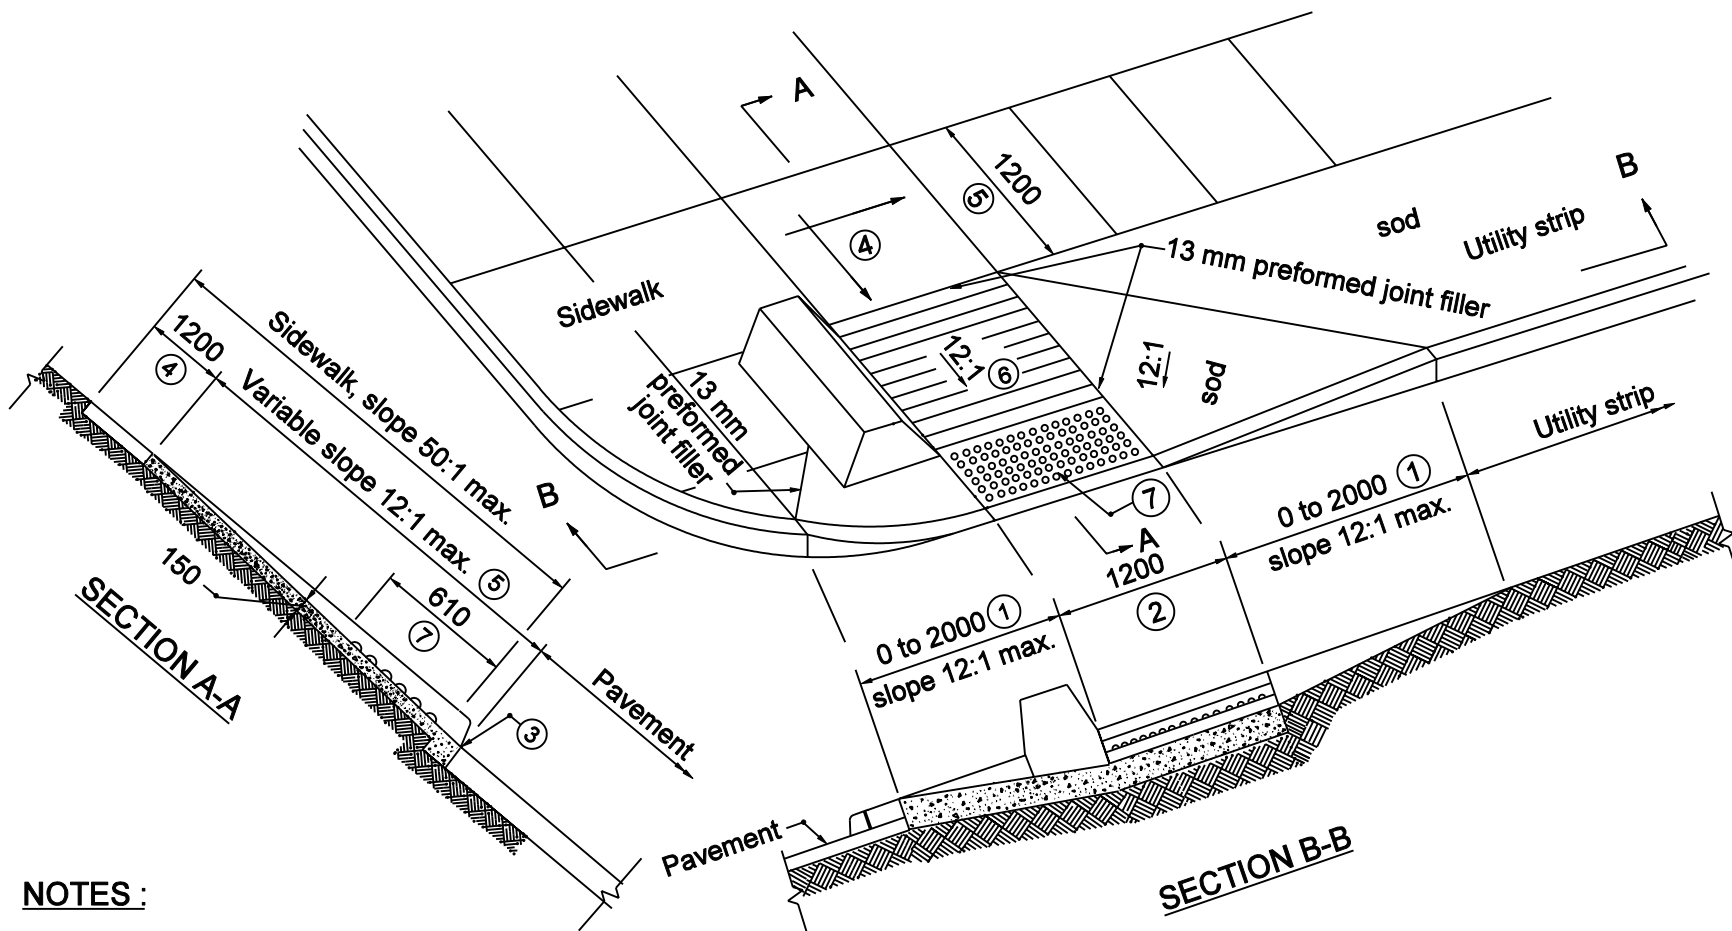 A
1200
⑤
④
B
sod
Utility strip
13 mm preformed joint filler
Sidewalk
12:1
⑥
12:1
sod
13 mm
preformed
joint filler
⑦
A
B
Sidewalk, slope 50:1 max.
1200
④
Variable slope 12:1 max. ⑤
150
610
⑦
Pavement
③
SECTION A-A
Utility strip
0 to 2000 ①
slope 12:1 max.
1200
②
0 to 2000 ①
slope 12:1 max.
Pavement
SECTION B-B
NOTES :